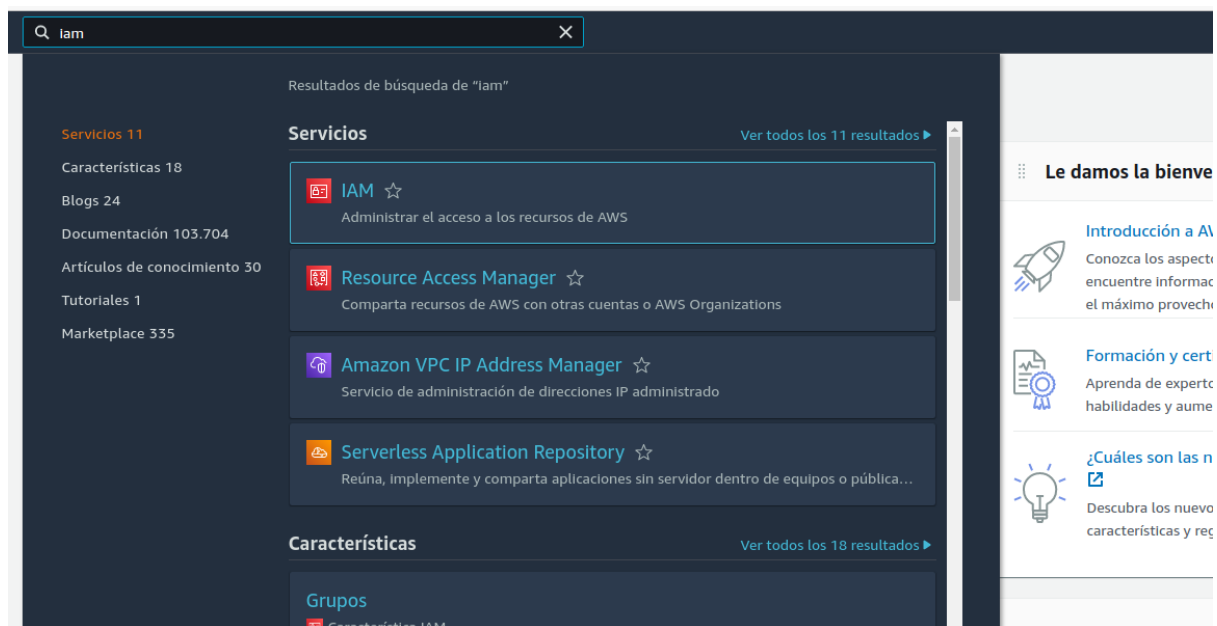 iam
Resultados de búsqueda de "iam"
Servicios 11
Características 18
Blogs 24
Documentación 103.704
Artículos de conocimiento 30
Tutoriales 1
Marketplace 335
Servicios
Ver todos los 11 resultados
IAM
Administrar el acceso a los recursos de AWS
Resource Access Manager
Comparta recursos de AWS con otras cuentas o AWS Organizations
Amazon VPC IP Address Manager
Servicio de administración de direcciones IP administrado
Serverless Application Repository
Reúna, implemente y comparta aplicaciones sin servidor dentro de equipos o pública...
Características
Ver todos los 18 resultados
Grupos
Característica IAM
Le damos la bienve
Introducción a AW
Conozca los aspecto
encuentre informac
el máximo provecho
Formación y certi
Aprenda de experto
habilidades y aume
¿Cuáles son las n
Descubra los nuevo
características y reg